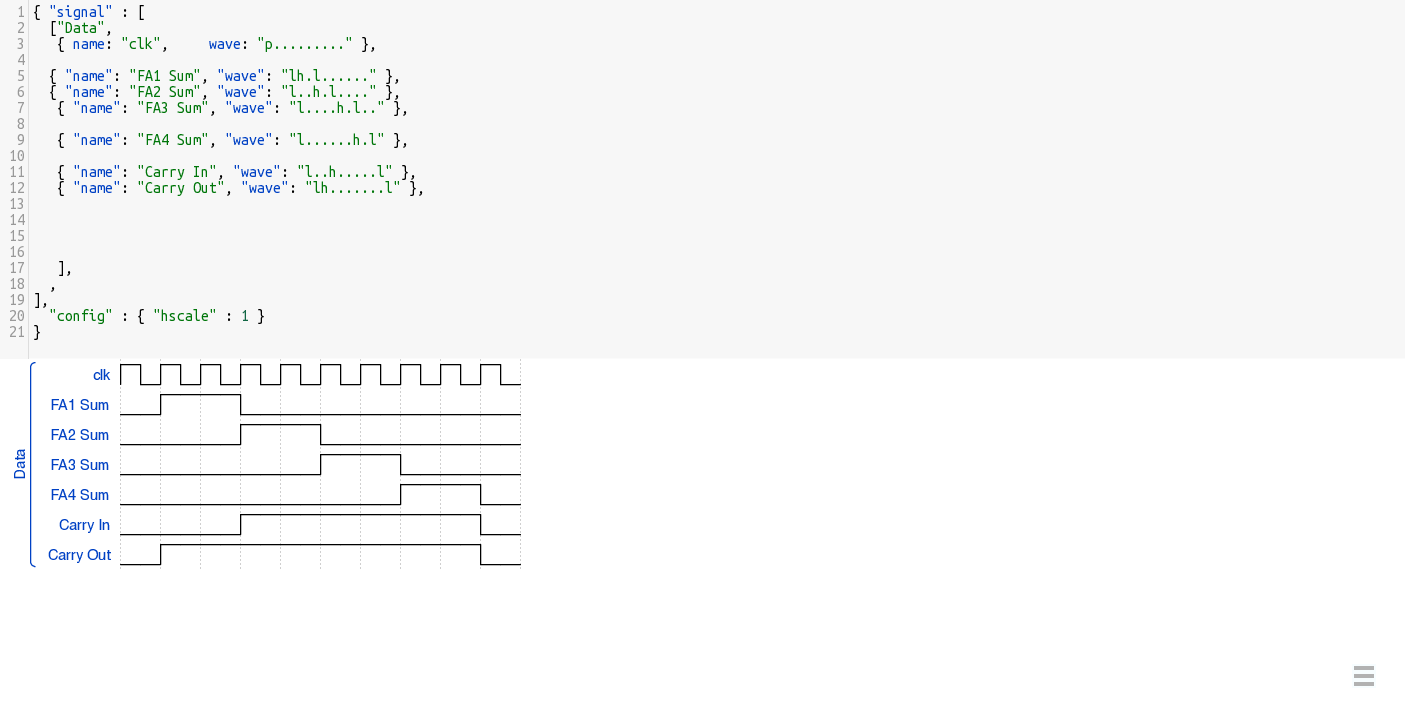 1 { "signal" : [
2 ["Data",
3 { name: "clk", wave: "p........." },
4
5 { "name": "FA1 Sum", "wave": "lh.l......" },
6 { "name": "FA2 Sum", "wave": "l..h.l...." },
7 { "name": "FA3 Sum", "wave": "l....h.l.." },
8
9 { "name": "FA4 Sum", "wave": "l......h.l" },
10
11 { "name": "Carry In", "wave": "l..h.....l" },
12 { "name": "Carry Out", "wave": "lh.......l" },
13
14
15
16
17 ],
18 ,
19 ],
20 "config" : { "hscale" : 1 }
21 }
Data
clk
FA1 Sum
FA2 Sum
FA3 Sum
FA4 Sum
Carry In
Carry Out